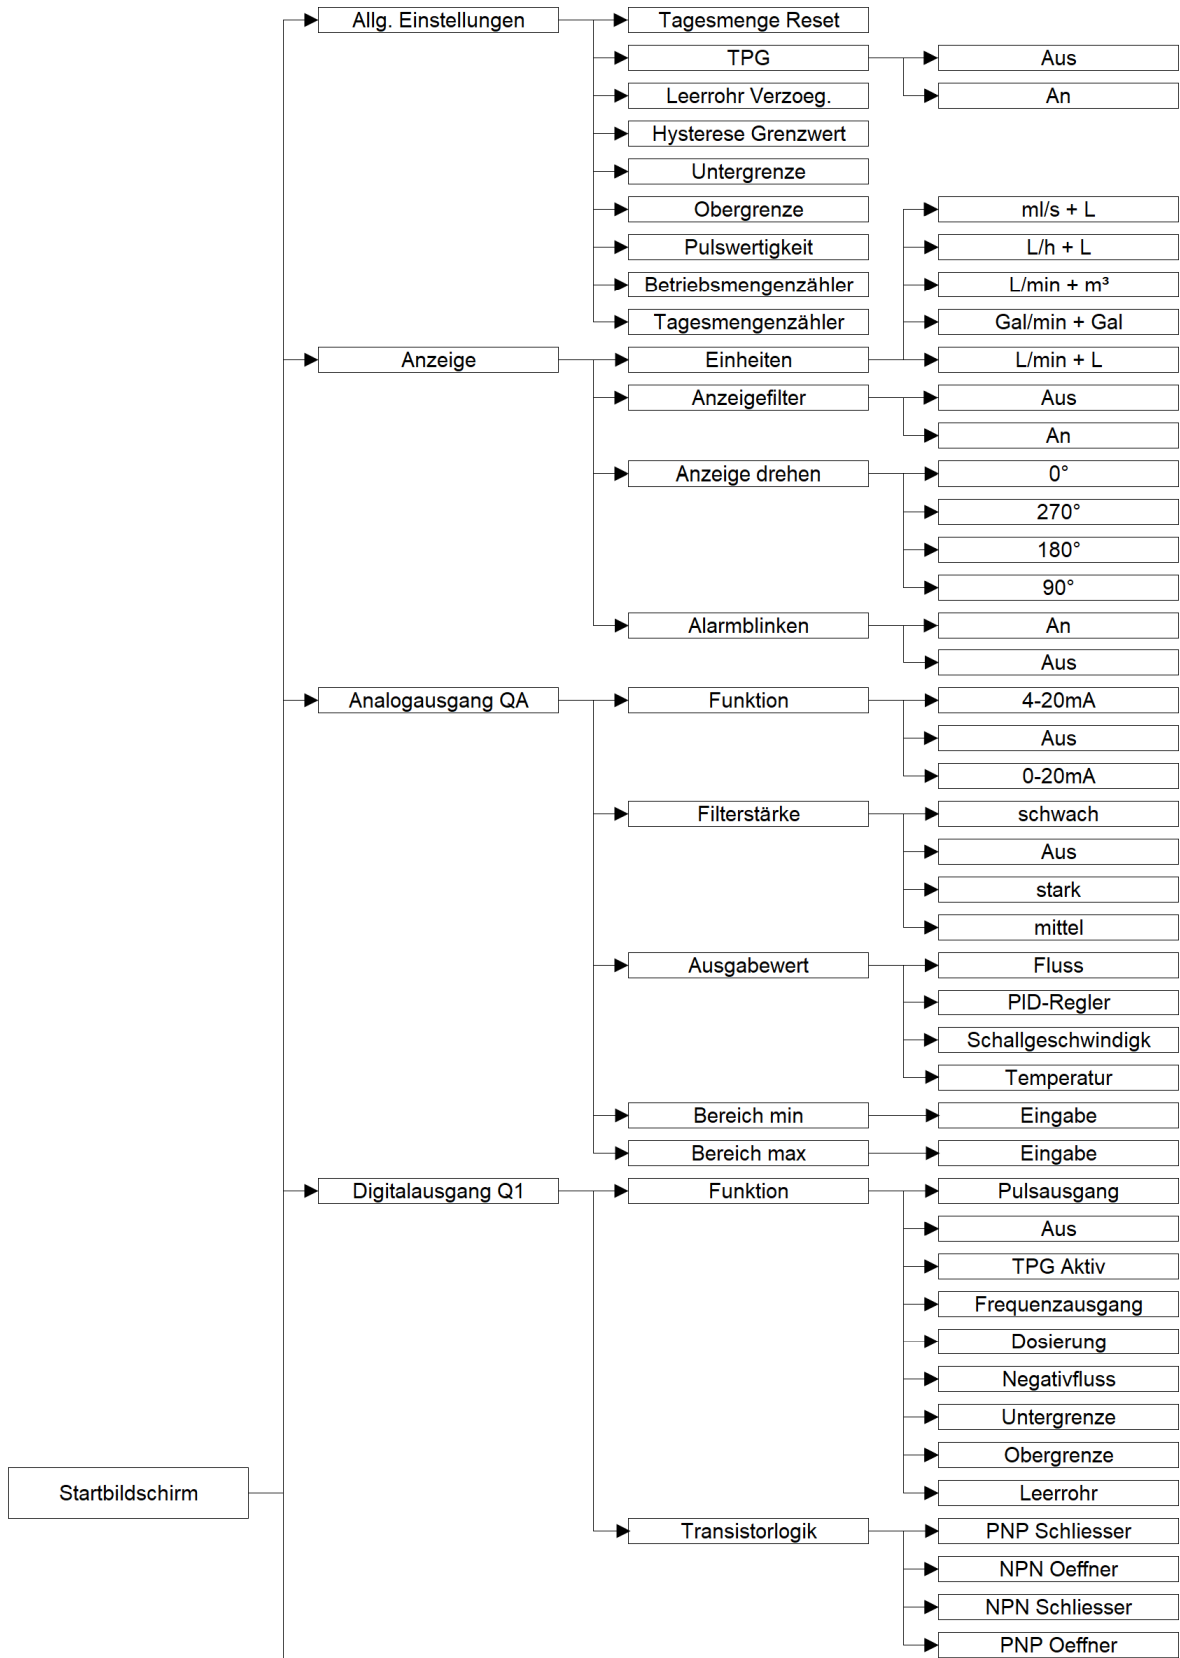 Allg. Einstellungen
Tagesmenge Reset
TPG
Aus
An
Leerrohr Verzoeg.
Hysterese Grenzwert
Untergrenze
Obergrenze
Pulswertigkeit
Betriebsmengenzähler
Tagesmengenzähler
Anzeige
Einheiten
ml/s + L
L/h + L
L/min + m³
Gal/min + Gal
L/min + L
Anzeigefilter
Aus
An
Anzeige drehen
0°
270°
180°
90°
Alarmblinken
An
Aus
Analogausgang QA
Funktion
4-20mA
Aus
0-20mA
Filterstärke
schwach
Aus
stark
mittel
Ausgabewert
Fluss
PID-Regler
Schallgeschwindigk
Temperatur
Bereich min
Eingabe
Bereich max
Eingabe
Digitalausgang Q1
Funktion
Pulsausgang
Aus
TPG Aktiv
Frequenzausgang
Dosierung
Negativfluss
Untergrenze
Obergrenze
Leerrohr
Startbildschirm
Transistorlogik
PNP Schliesser
NPN Oeffner
NPN Schliesser
PNP Oeffner